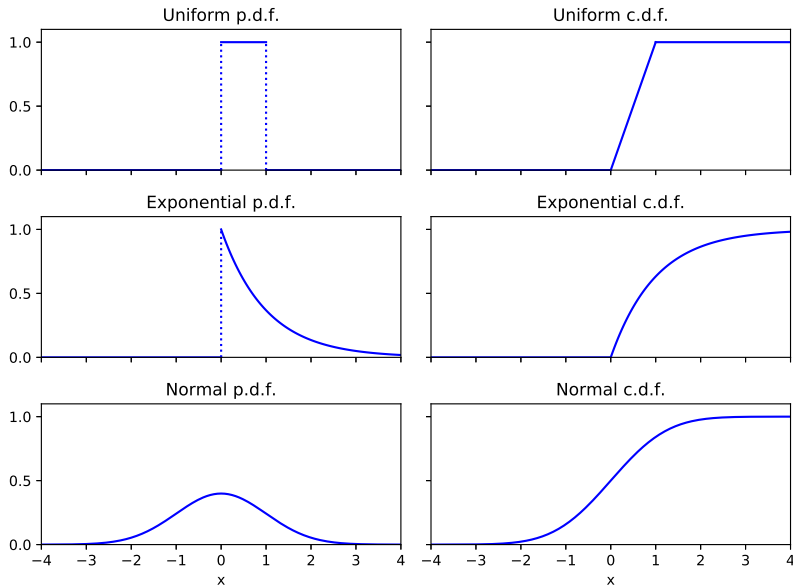 Uniform p.d.f.
Uniform c.d.f.
1.0
0.5
0.0
Exponential p.d.f.
Exponential c.d.f.
1.0
0.5
0.0
Normal p.d.f.
Normal c.d.f.
1.0
0.5
0.0
−4 −3 −2 −1 0 1 2 3 4
−4 −3 −2 −1 0 1 2 3 4
x
x